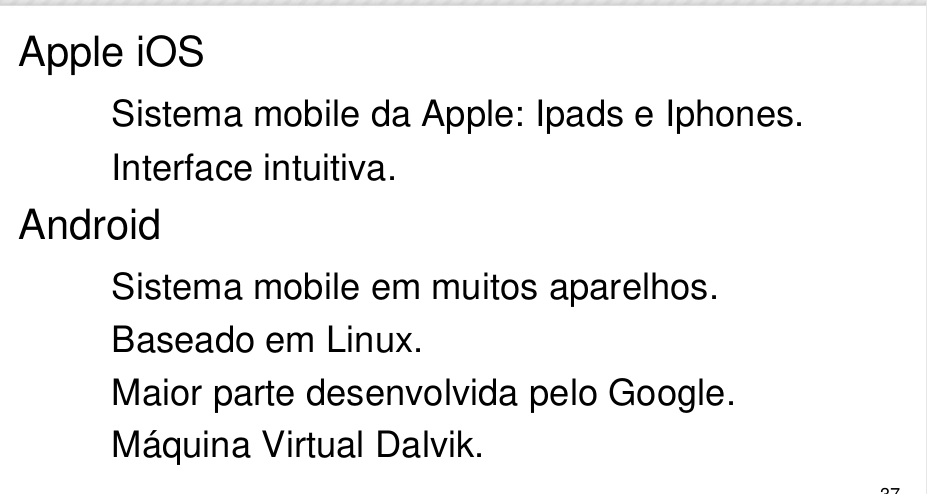 Apple iOS
Sistema mobile da Apple: Ipads e Iphones.
Interface intuitiva.
Android
Sistema mobile em muitos aparelhos.
Baseado em Linux.
Maior parte desenvolvida pelo Google.
Máquina Virtual Dalvik.